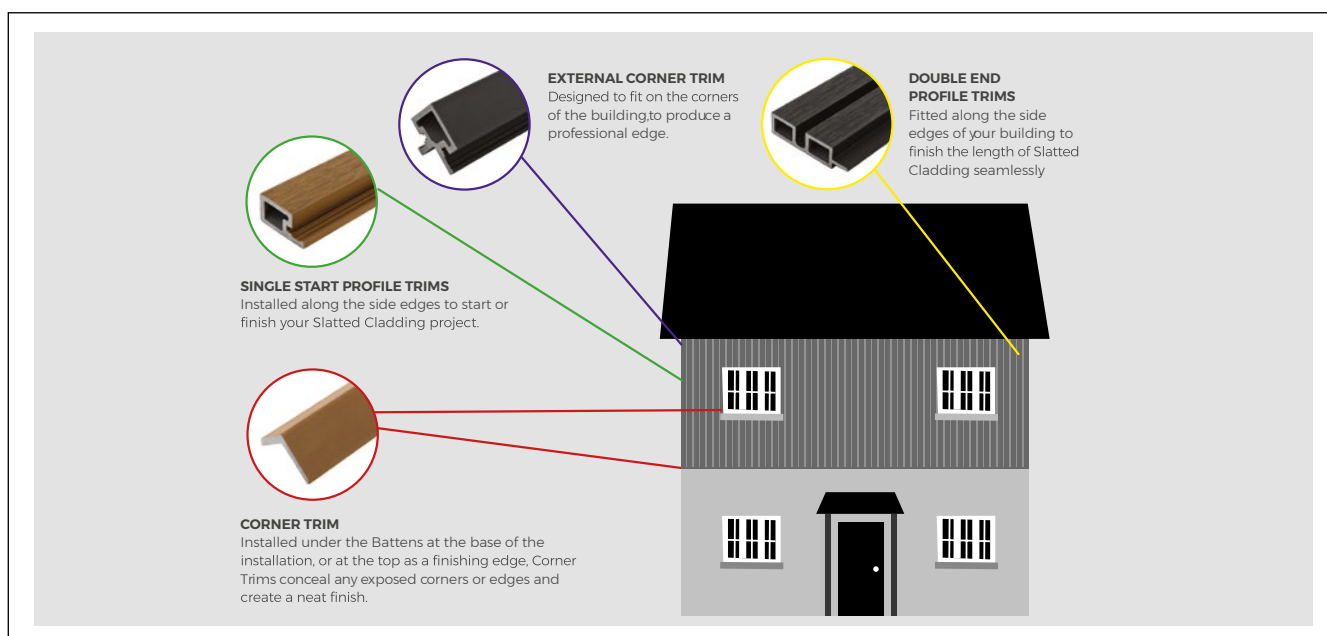 EXTERNAL CORNER TRIM
Designed to fit on the corners
of the building,to produce a
professional edge.
DOUBLE END
PROFILE TRIMS
Fitted along the side
edges of your building to
finish the length of Slatted
Cladding seamlessly
SINGLE START PROFILE TRIMS
Installed along the side edges to start or
finish your Slatted Cladding project.
CORNER TRIM
Installed under the Battens at the base of the
installation, or at the top as a finishing edge, Corner
Trims conceal any exposed corners or edges and
create a neat finish.